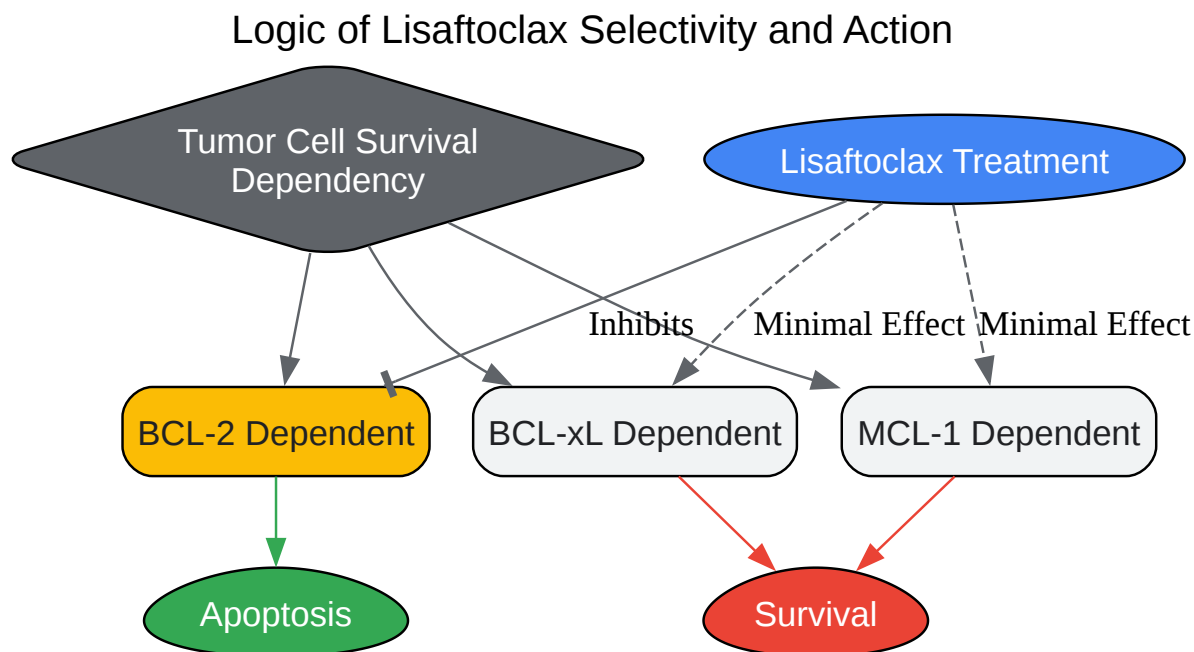 Logic of Lisaftoclax Selectivity and Action
Tumor Cell Survival
Dependency
Lisaftoclax Treatment
Inhibits
Minimal Effect
Minimal Effect
BCL-2 Dependent
BCL-xL Dependent
MCL-1 Dependent
Apoptosis
Survival